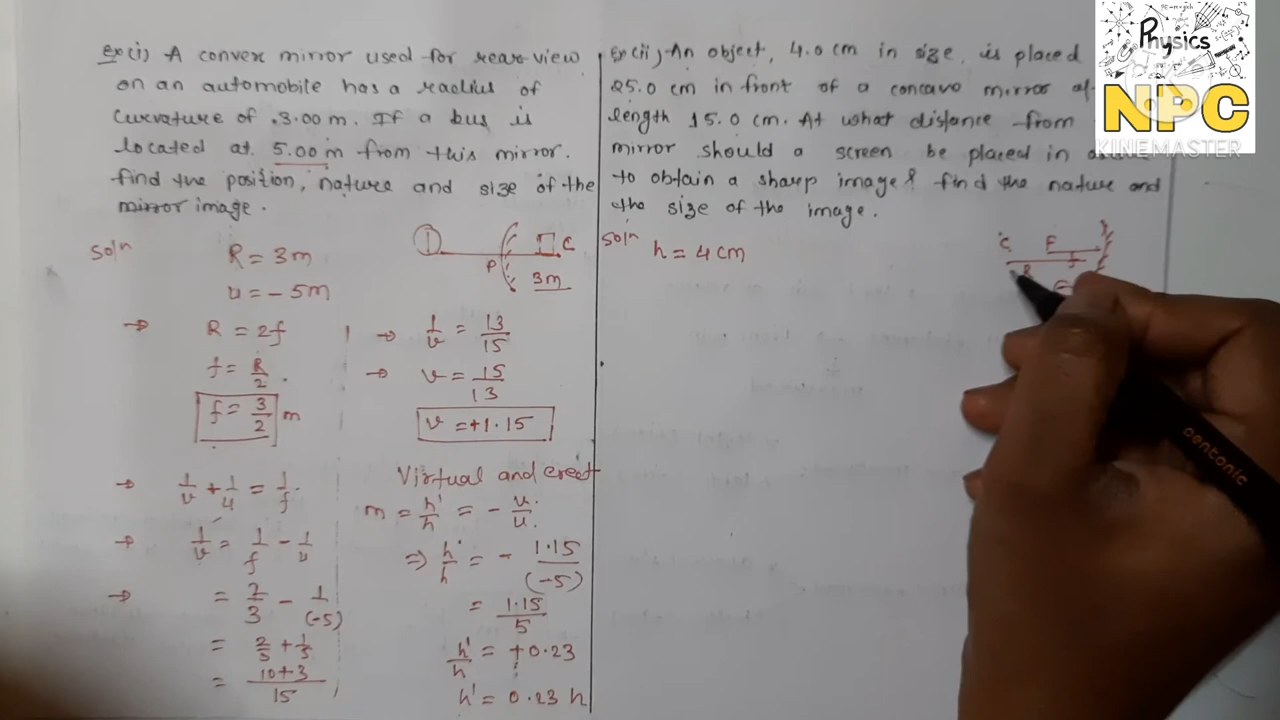 Ex(i) A convex mirror used for rear-view
on an automobile has a radius of
curvature of 3.00 m. If a bus is
located at 5.00 m from this mirror.
find the position, nature and size of the
mirror image.
Soln
R = 3m
u = - 5m
P
C
3m
→ R = 2f
f = R/2
f = 3/2 m
→ 1/v + 1/u = 1/f
→ 1/v = 1/f - 1/u
→ = 2/3 - 1/(-5)
= 2/3 + 1/5
= 10+3/15
→ 1/v = 13/15
→ v = 15/13
v = +1.15
Virtual and erect
m = h'/h = - v/u
⇒ h'/h = - 1.15/(-5)
= 1.15/5
h'/h = +0.23
h' = 0.23 h
Ex(ii) An object, 4.0 cm in size, is placed
25.0 cm in front of a concave mirror of
length 15.0 cm. At what distance from
mirror should a screen be placed in
to obtain a sharp image? find the nature and
the size of the image.
Soln
h = 4 cm
C
F
f
R
Physics
NPC
KINEMASTER
pentonic